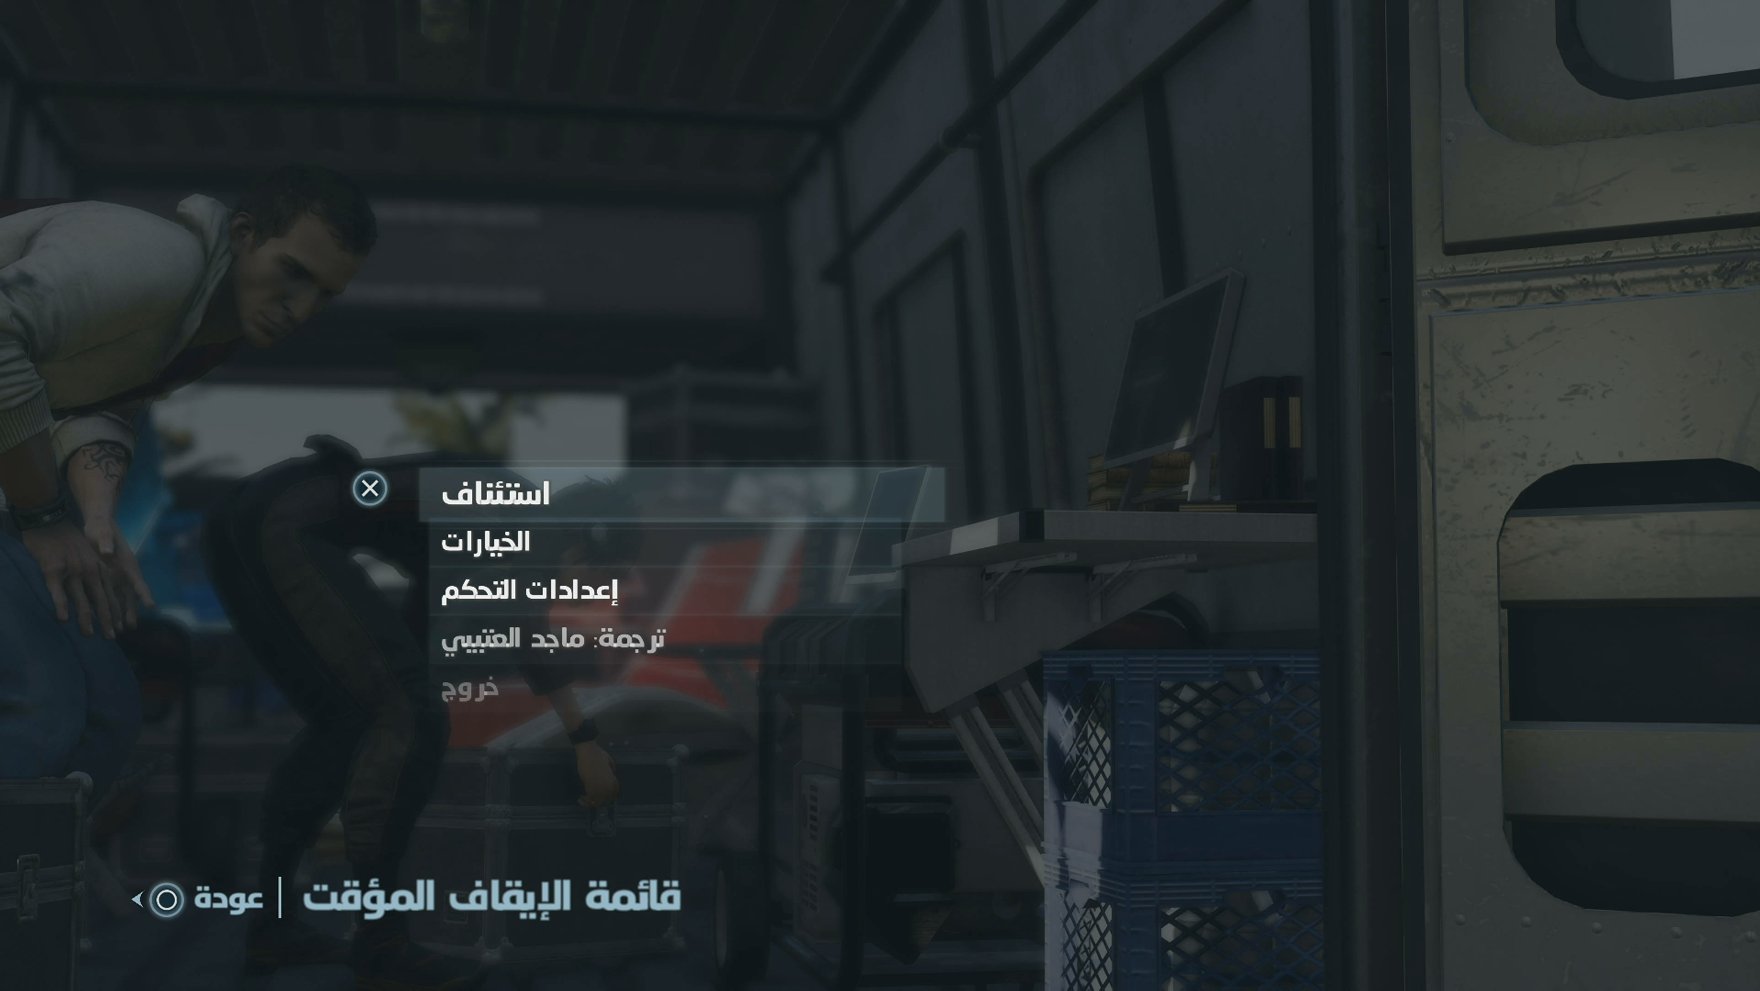 استئناف
الخيارات
إعدادات التحكم
ترجمة: ماجد العتيبي
خروج
قائمة الإيقاف المؤقت | عودة